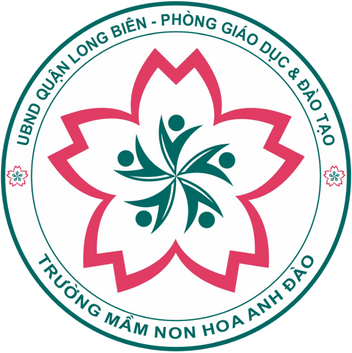 UBND QUẬN LONG BIÊN - PHÒNG GIÁO DỤC & ĐÀO TẠO
TRƯỜNG MẦM NON HOA ANH ĐÀO